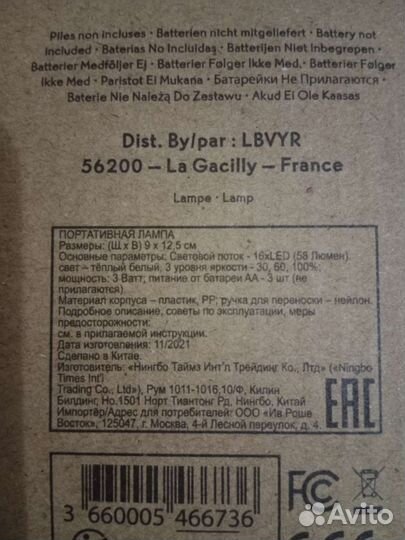 Piles non incluses · Batterien nicht mitgeliefert · Battery not
included · Baterías No Incluidas · Batterijen Niet Inbegrepen ·
Batterier Medföljer Ej · Batterier Følger Ikke Med. · Batterier Følger
Ikke Med · Paristot Ei Mukana · Батарейки Не Прилагаются ·
Baterie Nie Należą Do Zestawu · Akud Ei Ole Kaasas
Dist. By/par : LBVYR
56200 – La Gacilly – France
Lampe · Lamp
ПОРТАТИВНАЯ ЛАМПА
Размеры: (Щ х В) 9 х 12,5 см
Основные параметры: Световой поток - 16хLED (58 Люмен);
свет – тёплый белый, 3 уровня яркости - 30, 60, 100%;
мощность: 3 Ватт; питание от батареи АА - 3 шт (не
прилагаются).
Материал корпуса – пластик, РР; ручка для переноски – нейлон.
Подробное описание, советы по эксплуатации, меры
предосторожности:
см. в прилагаемой инструкции.
Дата изготовления: 11/2021
Сделано в Китае.
Изготовитель: «Нингбо Таймз Инт'л Трейдинг Ко., Лтд» («Ningbo
Times Int'l
Trading Co., Ltd»), Рум 1011-1016,10/Ф, Килин
Билдинг, Но.1501 Норт Тиантонг Рд, Нингбо, Китай
Импортёр/Адрес для потребителей: ООО «Ив Роше
Восток», 125047, г. Москва, 4-й Лесной переулок, д. 4.
EAC
3 660005 466736
FC
CE
Avito